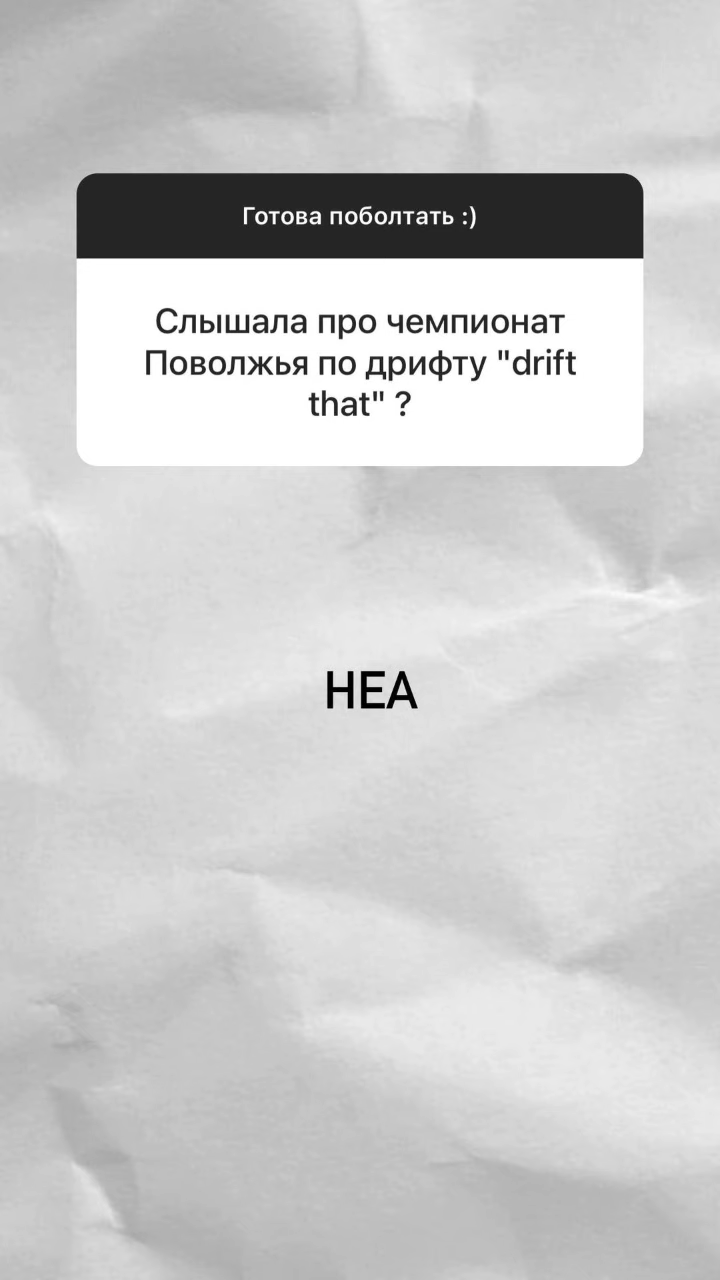 Готова поболтать :)
Слышала про чемпионат
Поволжья по дрифту "drift
that" ?
НЕА